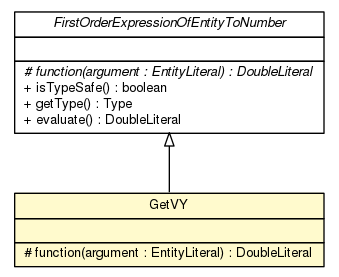 FirstOrderExpressionOfEntityToNumber
# function(argument : EntityLiteral) : DoubleLiteral
+ isTypeSafe() : boolean
+ getType() : Type
+ evaluate() : DoubleLiteral
GetVY
# function(argument : EntityLiteral) : DoubleLiteral